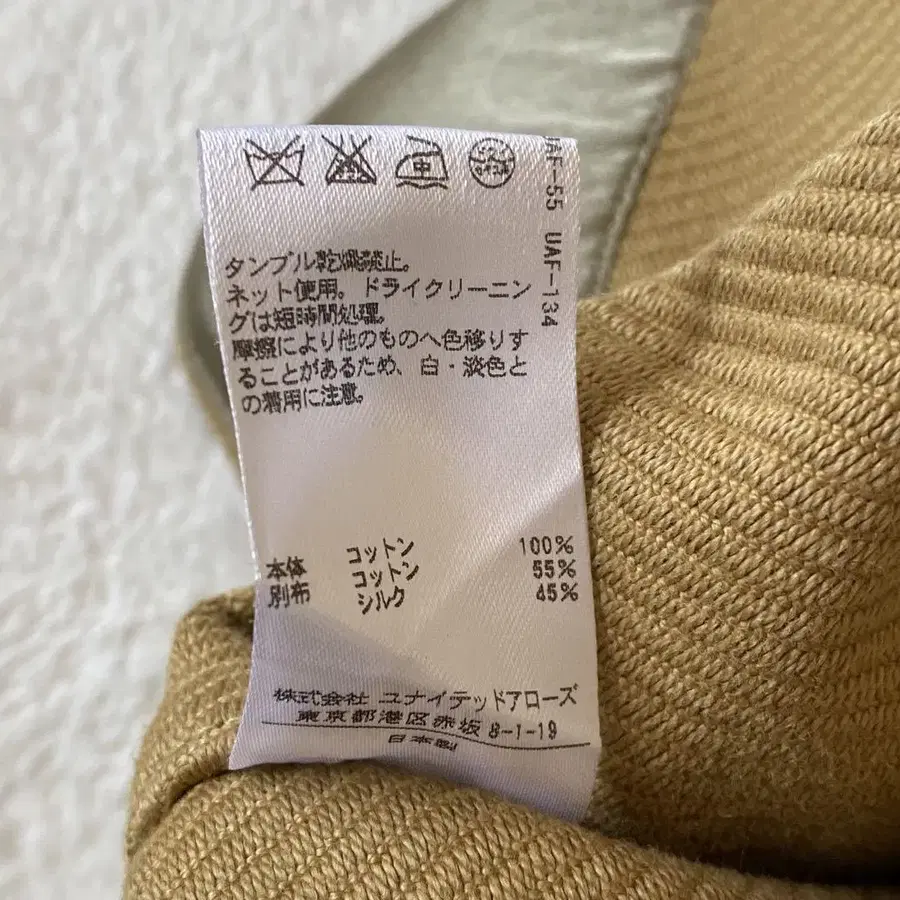 中
UAF-55 UAF-134
タンブル乾燥禁止。
ネット使用。ドライクリーニン
グは短時間処理。
摩擦により他のものへ色移りす
ることがあるため、白・淡色と
の着用に注意。
本体 コットン 100%
別布 コットン 55%
シルク 45%
株式会社 ユナイテッドアローズ
東京都港区赤坂 8-1-19
日本製